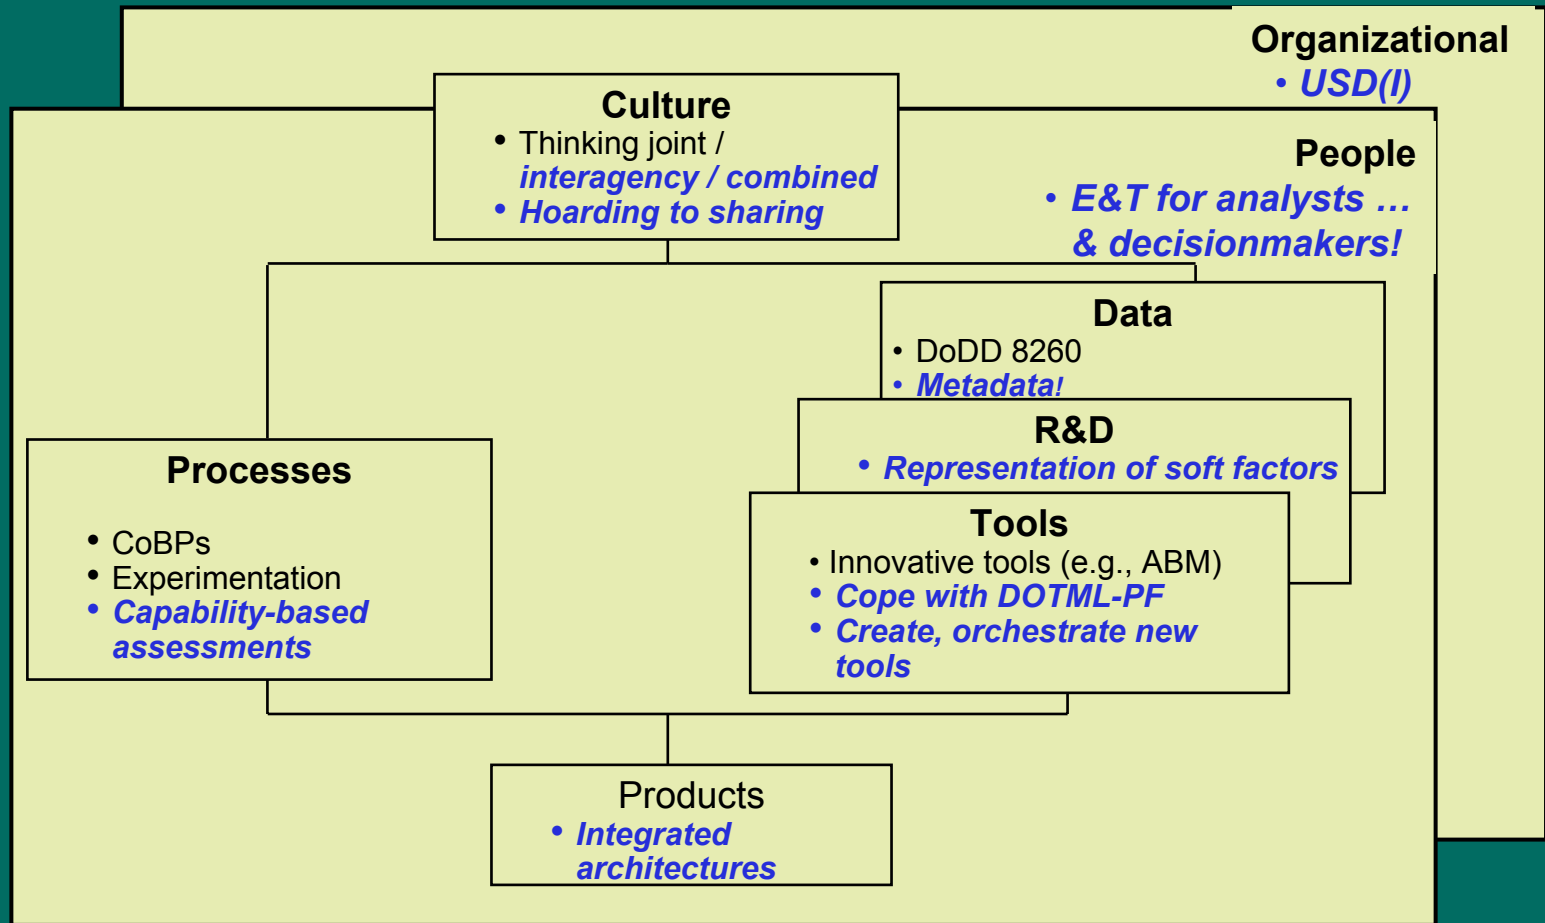 Organizational
• USD(I)
Culture
• Thinking joint /
interagency / combined
• Hoarding to sharing
People
• E&T for analysts …
& decisionmakers!
Data
• DoDD 8260
• Metadata!
R&D
• Representation of soft factors
Processes
• CoBPs
• Experimentation
• Capability-based
assessments
Tools
• Innovative tools (e.g., ABM)
• Cope with DOTML-PF
• Create, orchestrate new
tools
Products
• Integrated
architectures